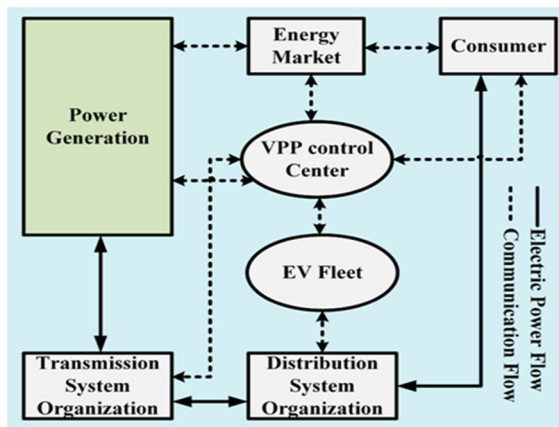 Energy
Market
Consumer
Power
Generation
VPP control
Center
EV Fleet
Electric Power Flow
Communication Flow
Transmission
System
Organization
Distribution
System
Organization